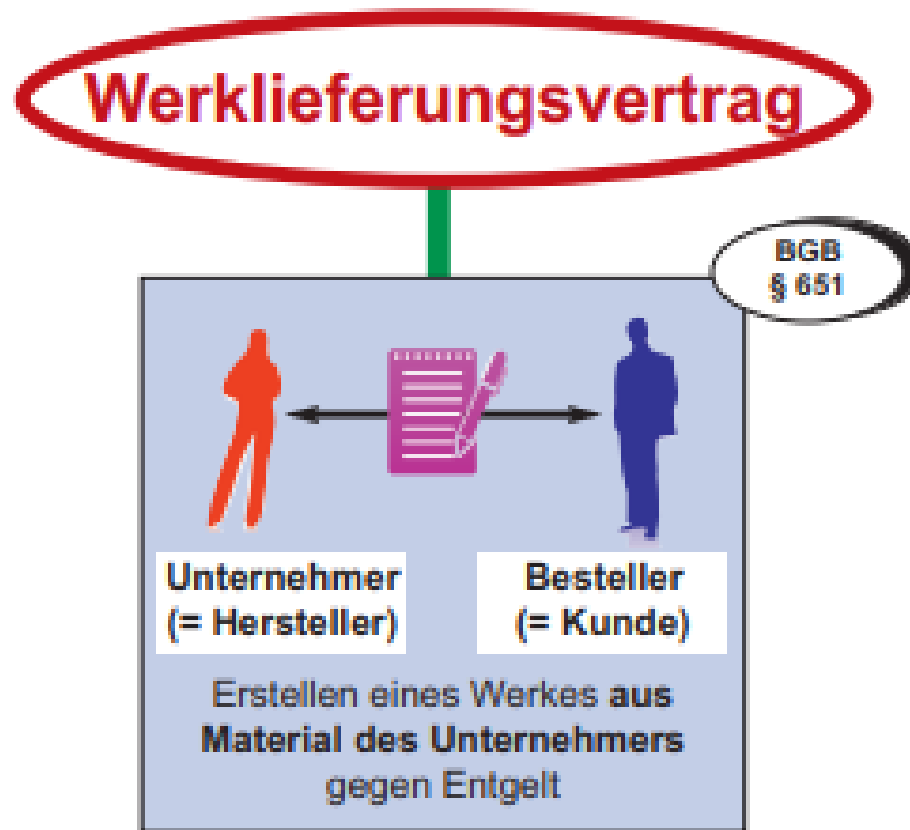 Werklieferungsvertrag
BGB
§ 651
Unternehmer
(= Hersteller)
Besteller
(= Kunde)
Erstellen eines Werkes aus
Material des Unternehmers
gegen Entgelt